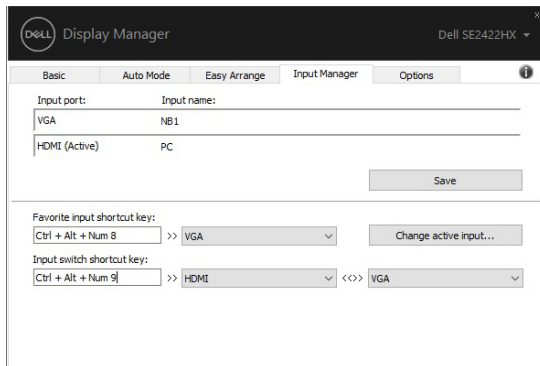 DELL Display Manager Dell SE2422HX
x
Basic Auto Mode Easy Arrange Input Manager Options i
Input port: Input name:
VGA NB1
HDMI (Active) PC
Save
Favorite input shortcut key:
Ctrl + Alt + Num 8 >> VGA Change active input...
Input switch shortcut key:
Ctrl + Alt + Num 9 >> HDMI <<>> VGA